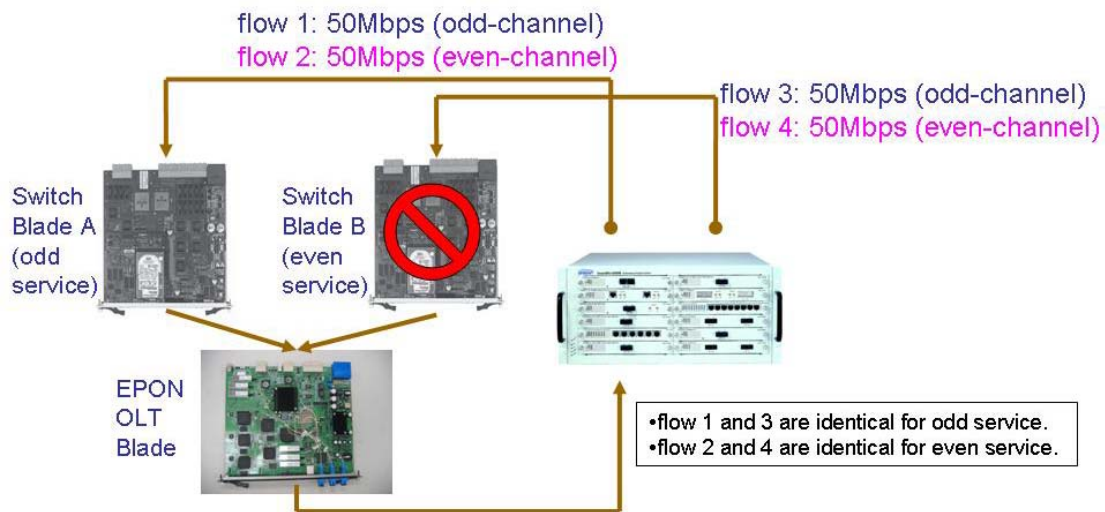 flow 1: 50Mbps (odd-channel)
flow 2: 50Mbps (even-channel)
flow 3: 50Mbps (odd-channel)
flow 4: 50Mbps (even-channel)
Switch
Blade A
(odd
service)
Switch
Blade B
(even
service)
EPON
OLT
Blade
•flow 1 and 3 are identical for odd service.
•flow 2 and 4 are identical for even service.